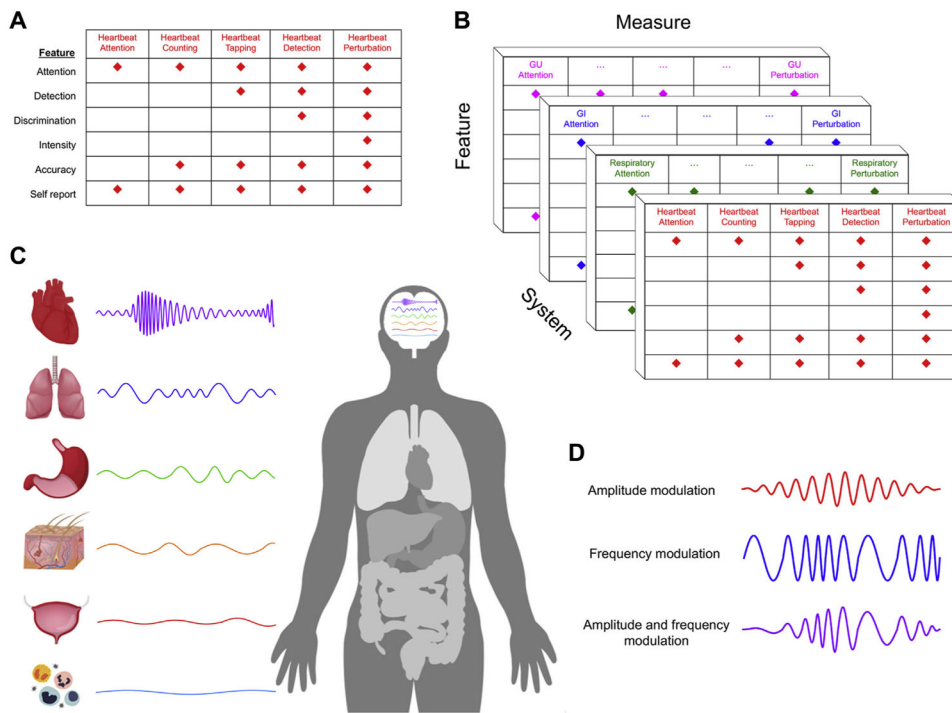 A
Feature
Heartbeat Attention
Heartbeat Counting
Heartbeat Tapping
Heartbeat Detection
Heartbeat Perturbation
Attention
Detection
Discrimination
Intensity
Accuracy
Self report
B
Measure
Feature
System
GU Attention
...
...
...
GU Perturbation
GI Attention
...
...
...
GI Perturbation
Respiratory Attention
...
...
...
Respiratory Perturbation
Heartbeat Attention
Heartbeat Counting
Heartbeat Tapping
Heartbeat Detection
Heartbeat Perturbation
C
D
Amplitude modulation
Frequency modulation
Amplitude and frequency
modulation